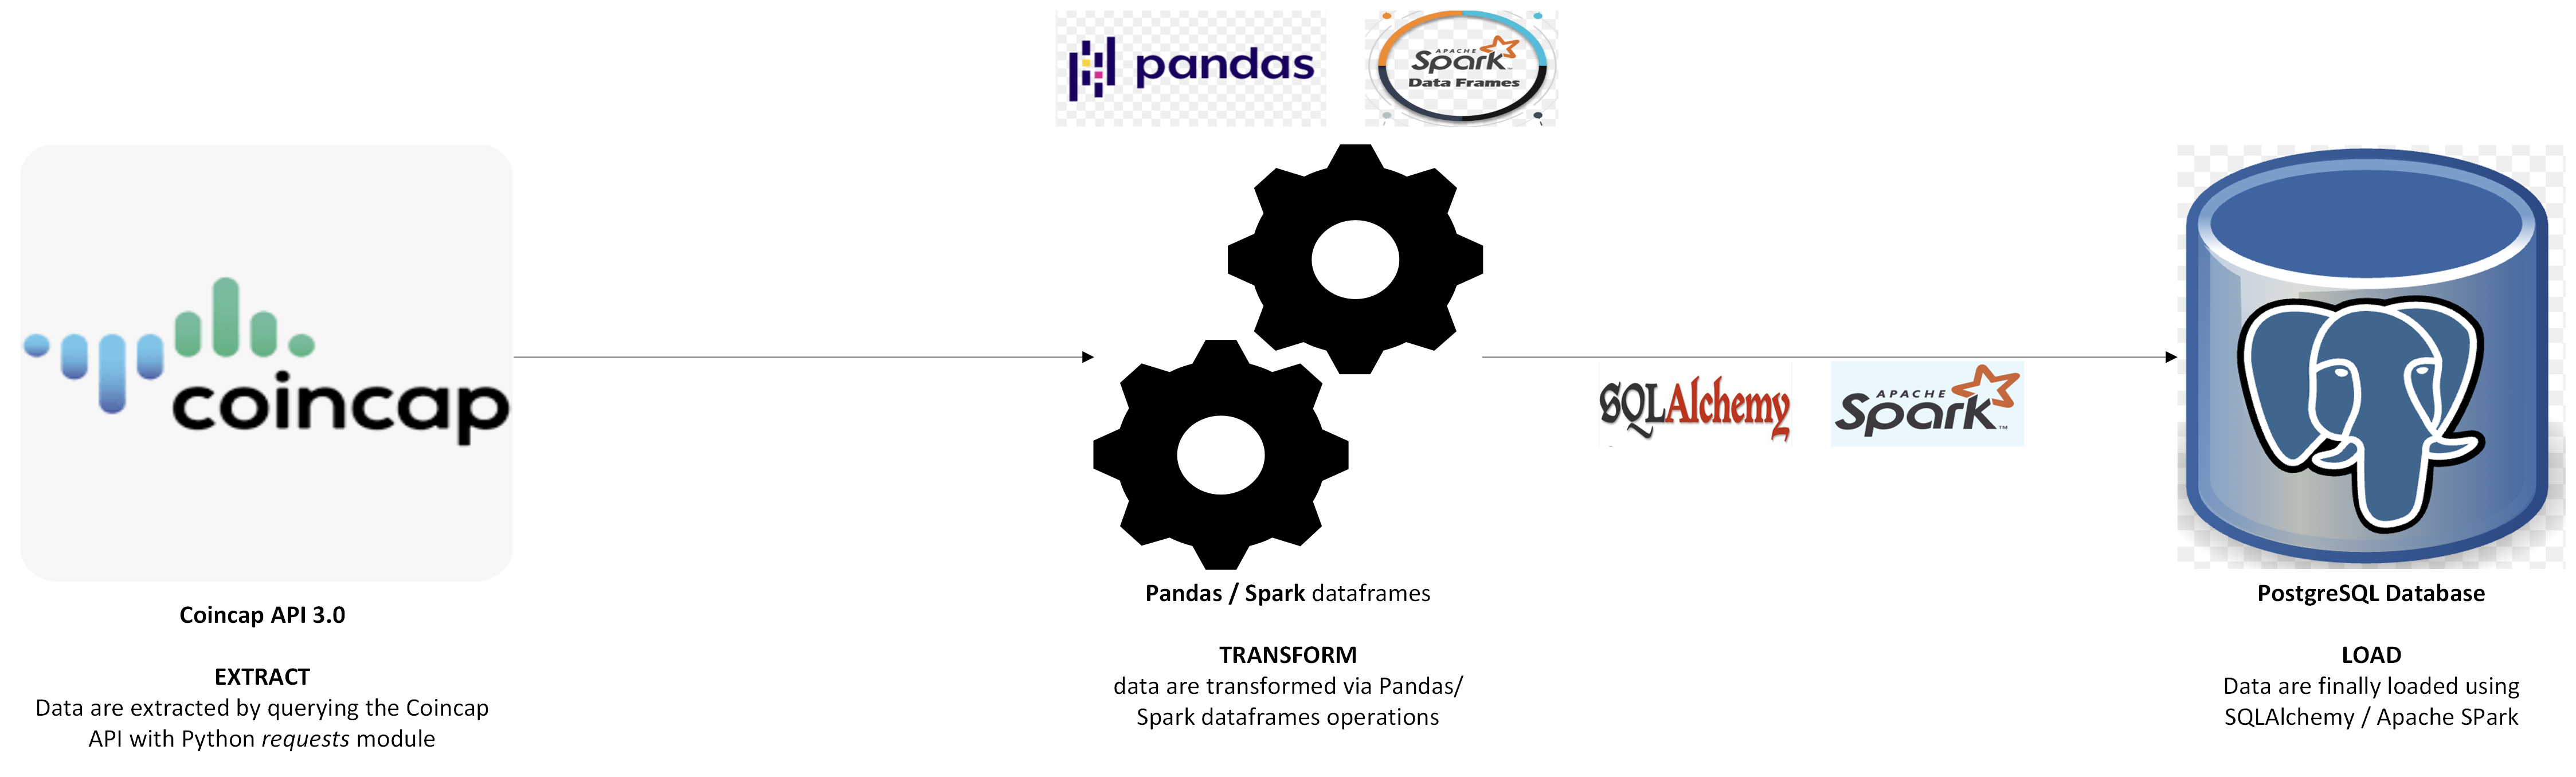 pandas
APACHE
Spark
Data Frames
coincap
SQLAlchemy
APACHE
Spark™
Coincap API 3.0
EXTRACT
Data are extracted by querying the Coincap
API with Python requests module
Pandas / Spark dataframes
TRANSFORM
data are transformed via Pandas/
Spark dataframes operations
PostgreSQL Database
LOAD
Data are finally loaded using
SQLAlchemy / Apache SPark